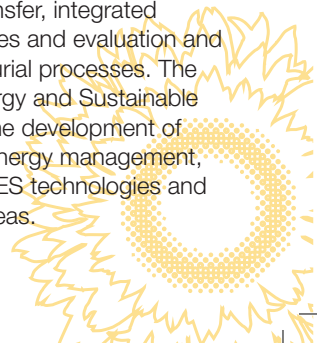 nsfer, integrated
es and evaluation and
urial processes. The
rgy and Sustainable
ne development of
nergy management,
ES technologies and
eas.